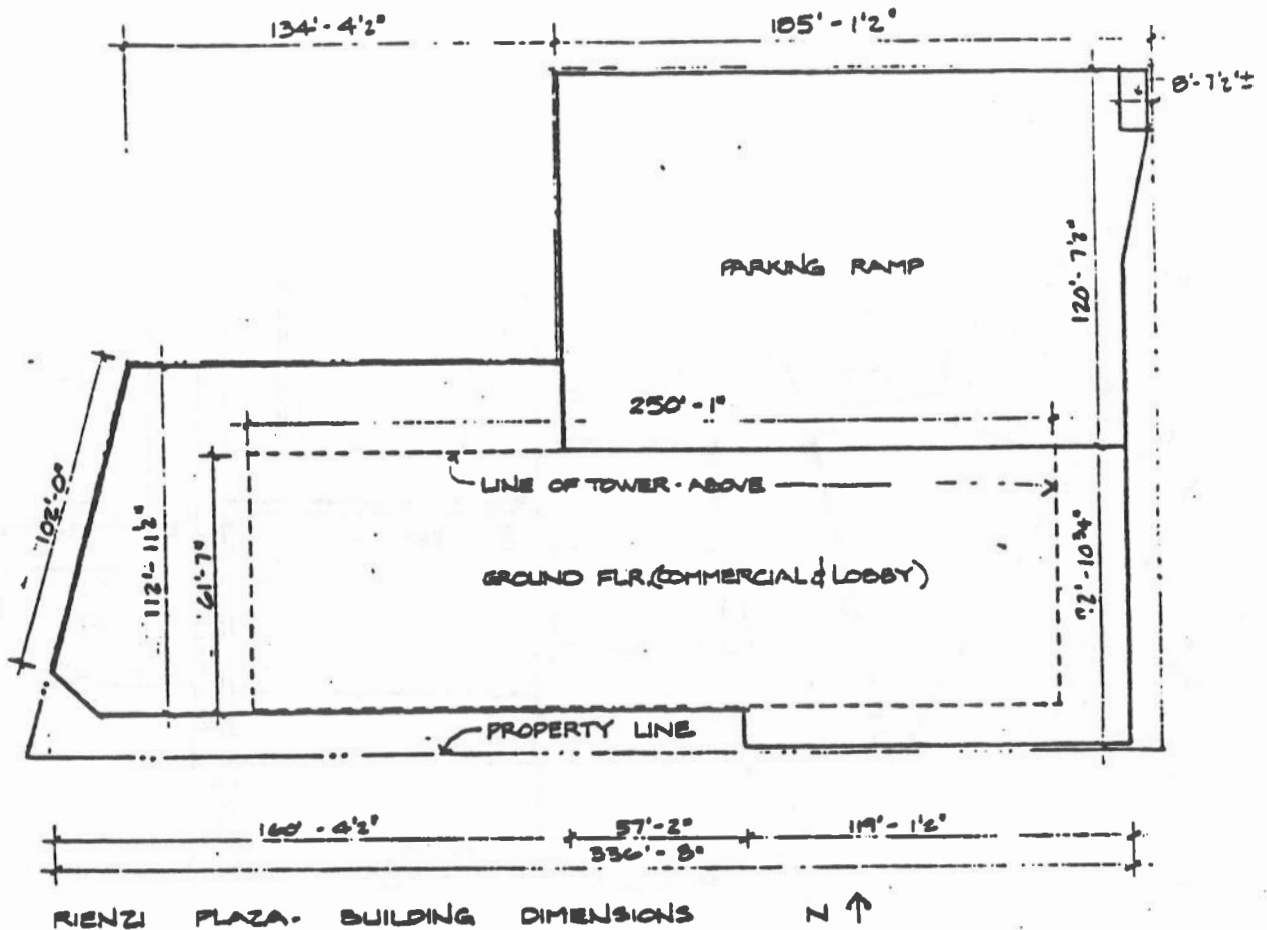 134'-4½"
185'-1½"
8'-7½"±
PARKING RAMP
120'-7½"
250'-1"
LINE OF TOWER ABOVE
103'-0"
112'-11½"
61'-7"
GROUND FLR. (COMMERCIAL & LOBBY)
PROPERTY LINE
160'-4½"
57'-2"
119'-1½"
336'-8"
RIENZI PLAZA- BUILDING DIMENSIONS N